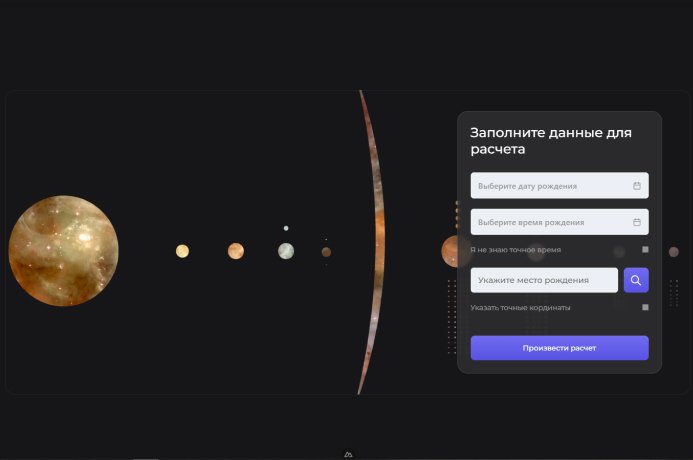 Заполните данные для
расчета
Выберите дату рождения
Выберите время рождения
Я не знаю точное время
Укажите место рождения
Указать точные кординаты
Произвести расчет